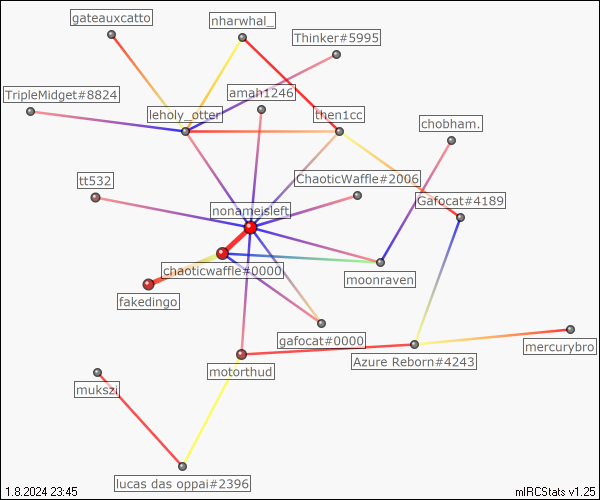 gateauxcatto
nharwhal_
Thinker#5995
TripleMidget#8824
amah1246
leholy_otter
then1cc
chobham.
tt532
ChaoticWaffle#2006
Gafocat#4189
nonameisleft
chaoticwaffle#0000
moonraven
fakedingo
gafocat#0000
mercurybro
motorthud
Azure Reborn#4243
mukszi
lucas das oppai#2396
1.8.2024 23:45
mIRCStats v1.25